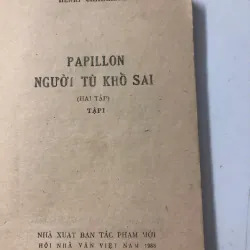 HENRI
PAPILLON
NGƯỜI TÙ KHỔ SAI
(HAI TẬP)
TẬP I
NHÀ XUẤT BẢN TÁC PHẨM MỚI
HỘI NHÀ VĂN VIỆT NAM